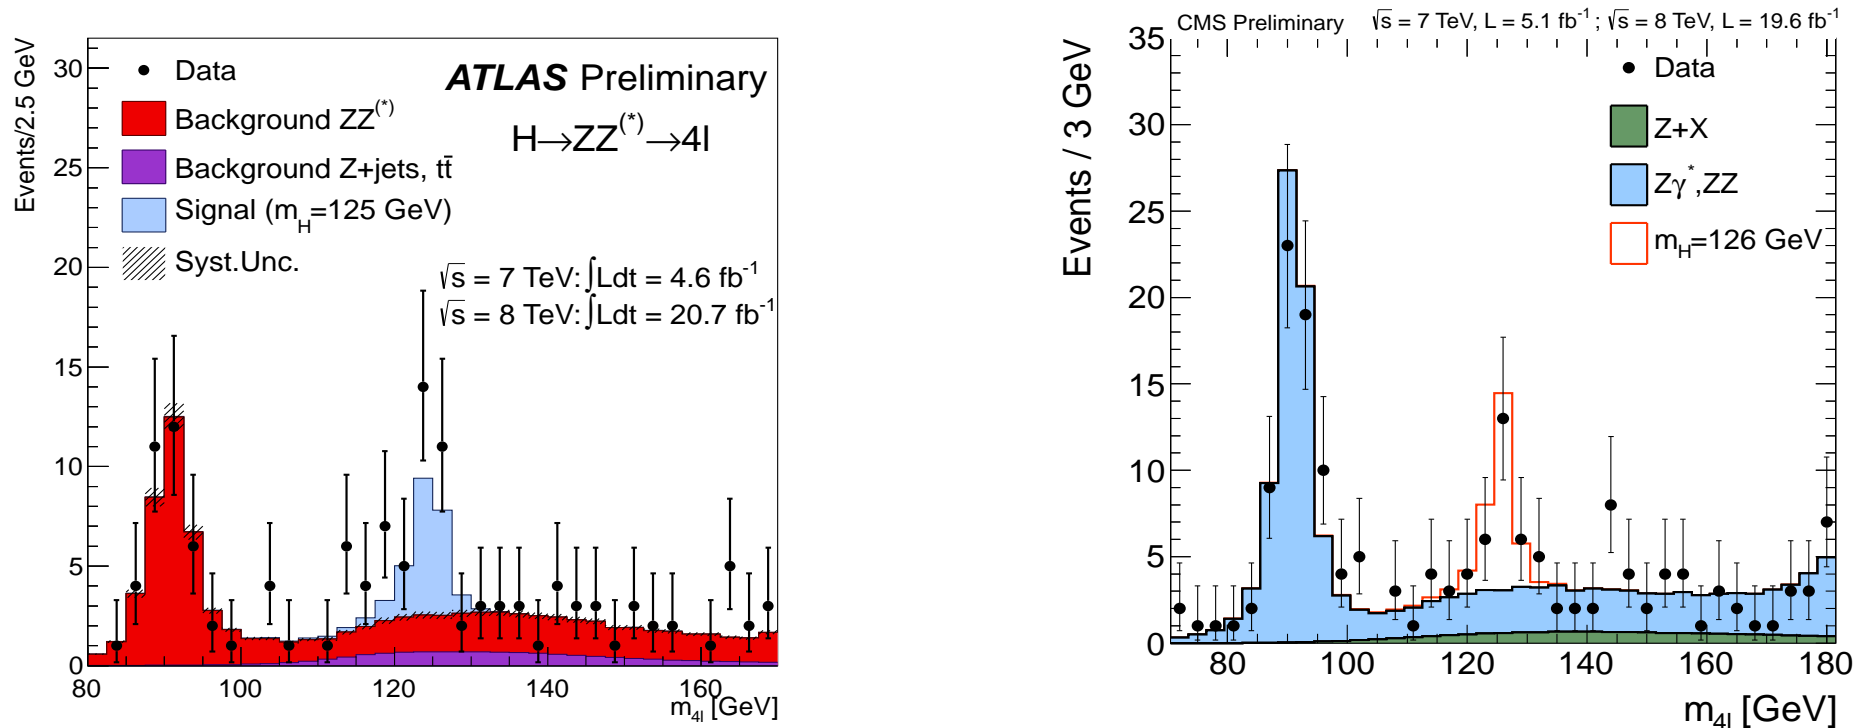 Events/2.5 GeV
30
25
20
15
10
5
0
Data
Background ZZ(*)
Background Z+jets, tt̄
Signal (mH=125 GeV)
Syst.Unc.
ATLAS Preliminary
H→ZZ(*)→4l
√s = 7 TeV: ∫Ldt = 4.6 fb-1
√s = 8 TeV: ∫Ldt = 20.7 fb-1
80 100 120 140 160
m4l [GeV]
CMS Preliminary √s = 7 TeV, L = 5.1 fb-1 ; √s = 8 TeV, L = 19.6 fb-1
Events / 3 GeV
35
30
25
20
15
10
5
0
Data
Z+X
Zγ*,ZZ
mH=126 GeV
80 100 120 140 160 180
m4l [GeV]